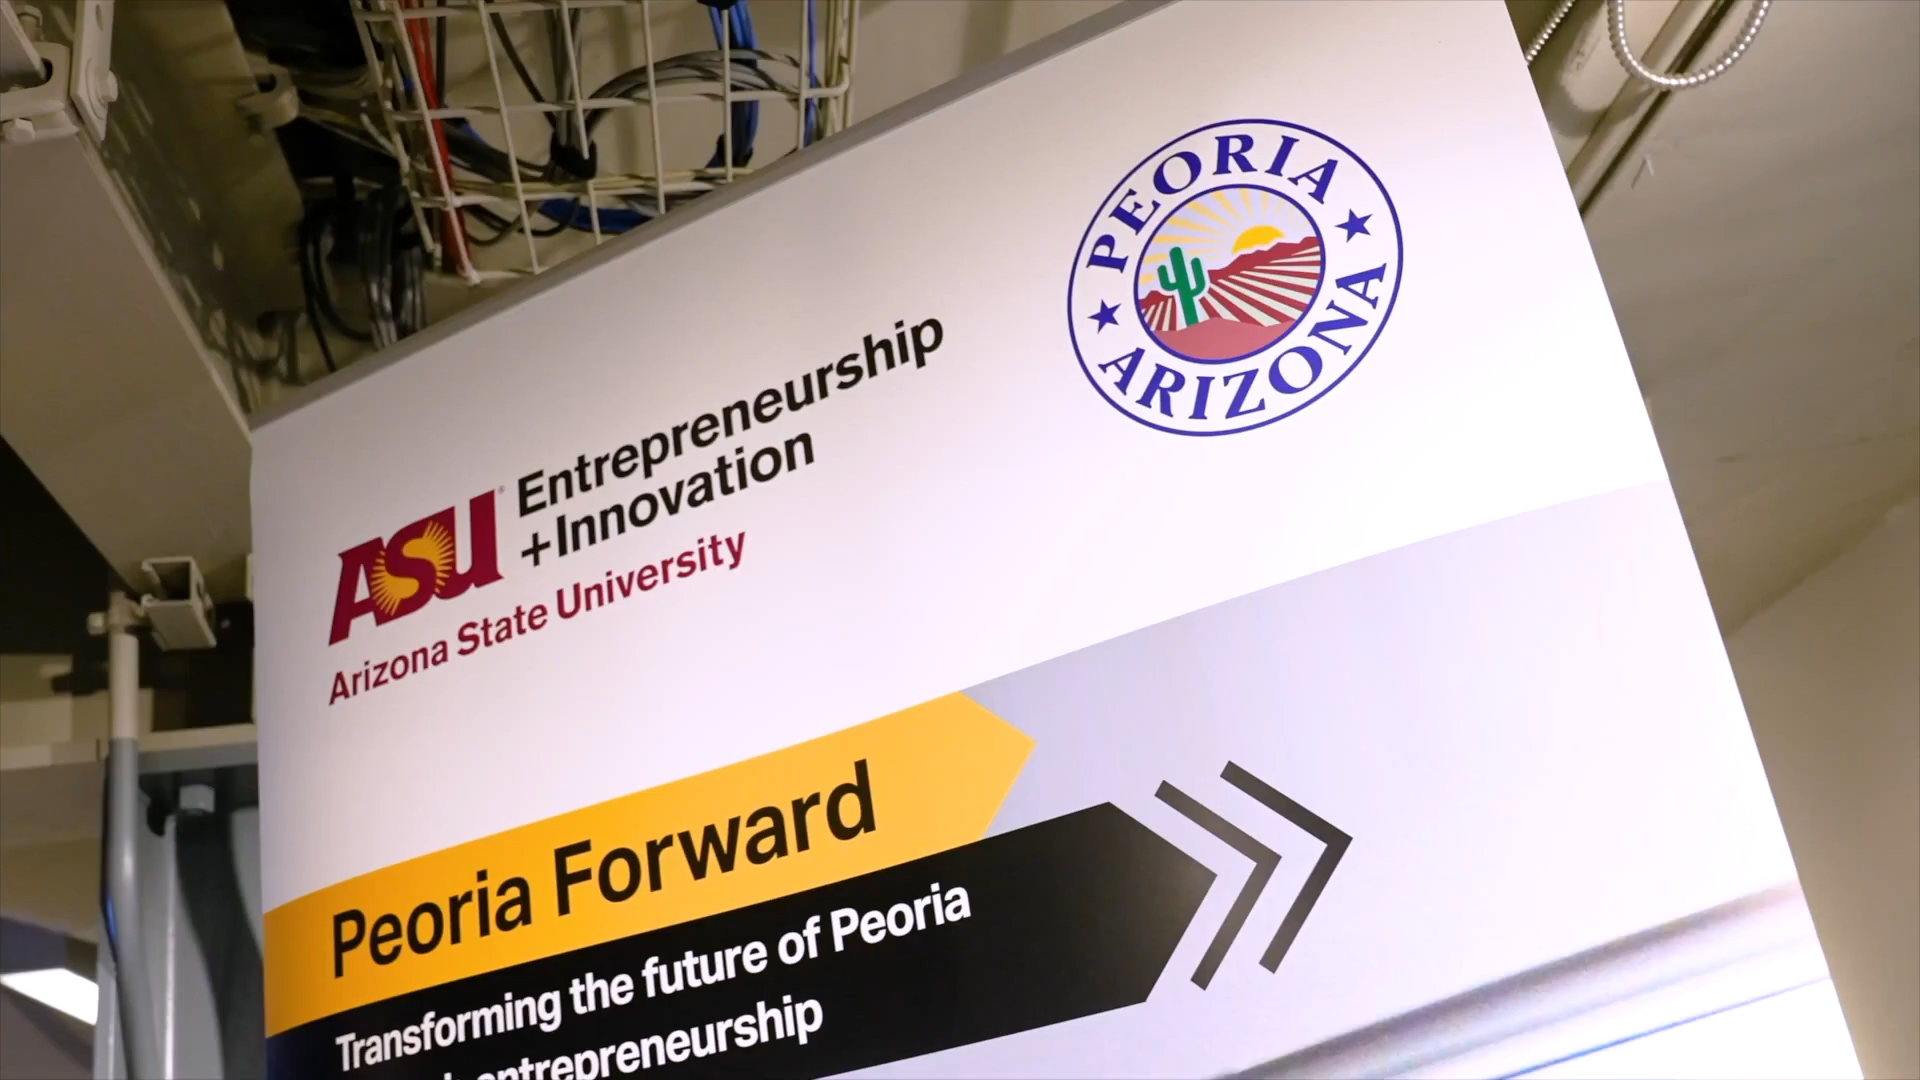 PEORIA
ARIZONA
ASU
Entrepreneurship
+Innovation
Arizona State University
Peoria Forward
Transforming the future of Peoria
entrepreneurship